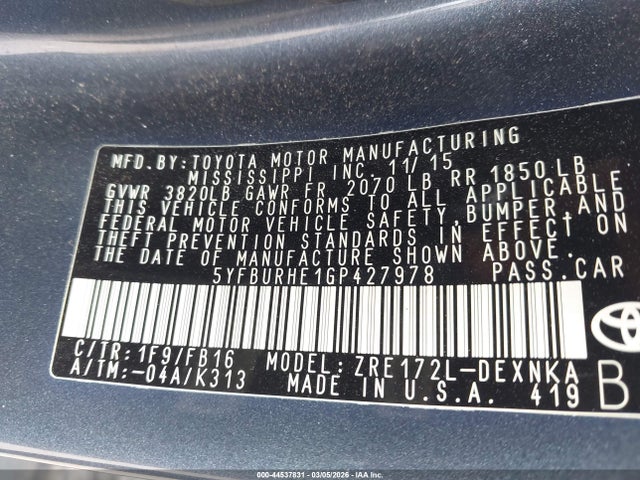 MFD.BY:TOYOTA MOTOR MANUFACTURING
MISSISSIPPI INC. 11/15
GVWR 3820LB GAWR FR 2070 LB RR 1850 LB
THIS VEHICLE CONFORMS TO ALL APPLICABLE
FEDERAL MOTOR VEHICLE SAFETY,BUMPER,AND
THEFT PREVENTION STANDARDS IN EFFECT ON
THE DATE OF MANUFACTURE SHOWN ABOVE.
5YFBURHE1GP427978 PASS.CAR
C/TR:1F9/FB16 MODEL:ZRE172L-DEXNKA
A/TM:-04A/K313 MADE IN U.S.A. 419 B
000-44537831 - 03/05/2026 - IAA Inc.